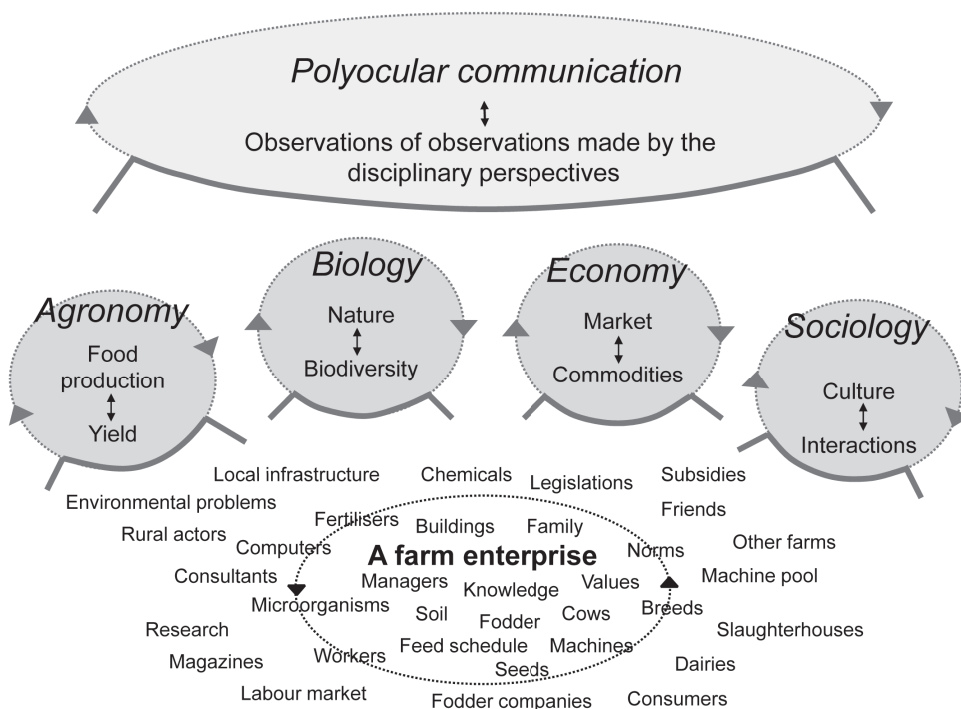 Polyocular communication
Observations of observations made by the
disciplinary perspectives
Agronomy
Food
production
Yield
Biology
Nature
Biodiversity
Economy
Market
Commodities
Sociology
Culture
Interactions
Local infrastructure
Chemicals
Legislations
Subsidies
Environmental problems
Friends
Rural actors
Fertilisers
Buildings
Family
Computers
A farm enterprise
Norms
Other farms
Consultants
Managers
Knowledge
Values
Machine pool
Microorganisms
Soil
Fodder
Cows
Breeds
Research
Feed schedule
Machines
Slaughterhouses
Magazines
Workers
Seeds
Dairies
Labour market
Fodder companies
Consumers